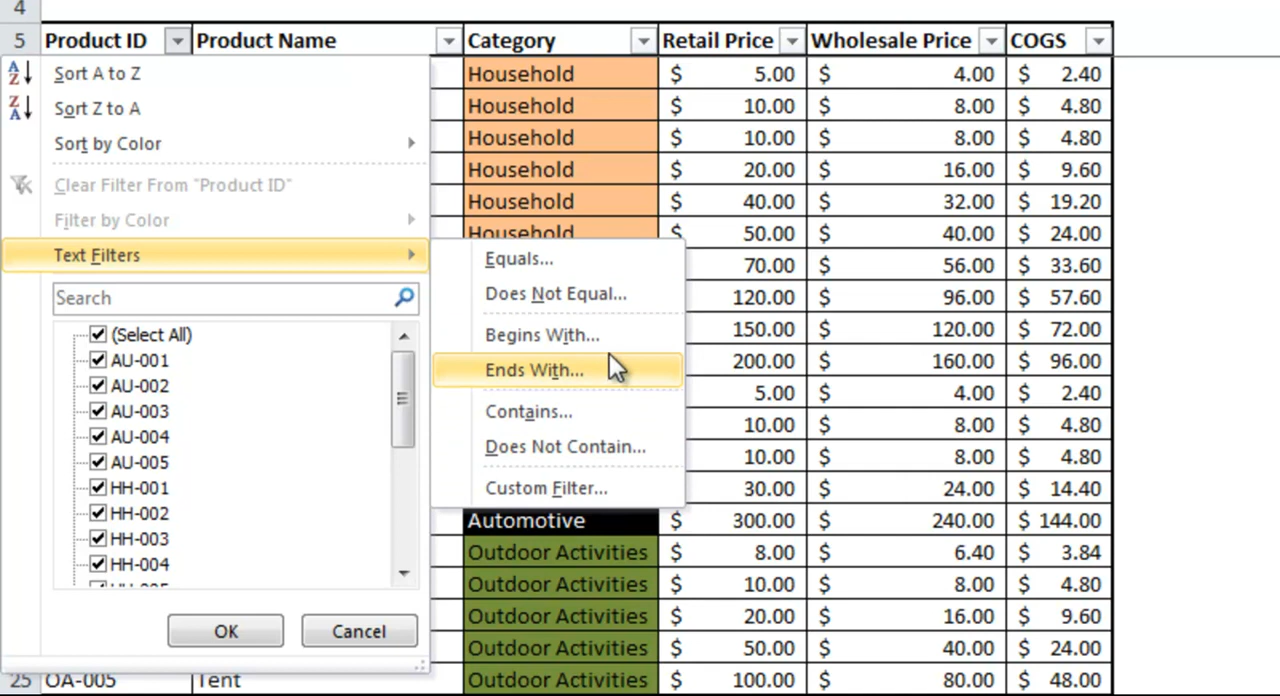 4
5 Product ID Product Name Category Retail Price Wholesale Price COGS
Sort A to Z Household $ 5.00 $ 4.00 $ 2.40
Sort Z to A Household $ 10.00 $ 8.00 $ 4.80
Sort by Color Household $ 10.00 $ 8.00 $ 4.80
Clear Filter From "Product ID" Household $ 20.00 $ 16.00 $ 9.60
Filter by Color Household $ 40.00 $ 32.00 $ 19.20
Household $ 50.00 $ 40.00 $ 24.00
Text Filters Equals... 70.00 $ 56.00 $ 33.60
Search Does Not Equal... 120.00 $ 96.00 $ 57.60
(Select All) Begins With... 150.00 $ 120.00 $ 72.00
AU-001 Ends With... 200.00 $ 160.00 $ 96.00
AU-002 5.00 $ 4.00 $ 2.40
AU-003 Contains... 10.00 $ 8.00 $ 4.80
AU-004 Does Not Contain... 10.00 $ 8.00 $ 4.80
AU-005
HH-001 Custom Filter... 30.00 $ 24.00 $ 14.40
HH-002 Automotive $ 300.00 $ 240.00 $ 144.00
HH-003 Outdoor Activities $ 8.00 $ 6.40 $ 3.84
HH-004 Outdoor Activities $ 10.00 $ 8.00 $ 4.80
Outdoor Activities $ 20.00 $ 16.00 $ 9.60
OK Cancel Outdoor Activities $ 50.00 $ 40.00 $ 24.00
25 OA-005 Tent Outdoor Activities $ 100.00 $ 80.00 $ 48.00